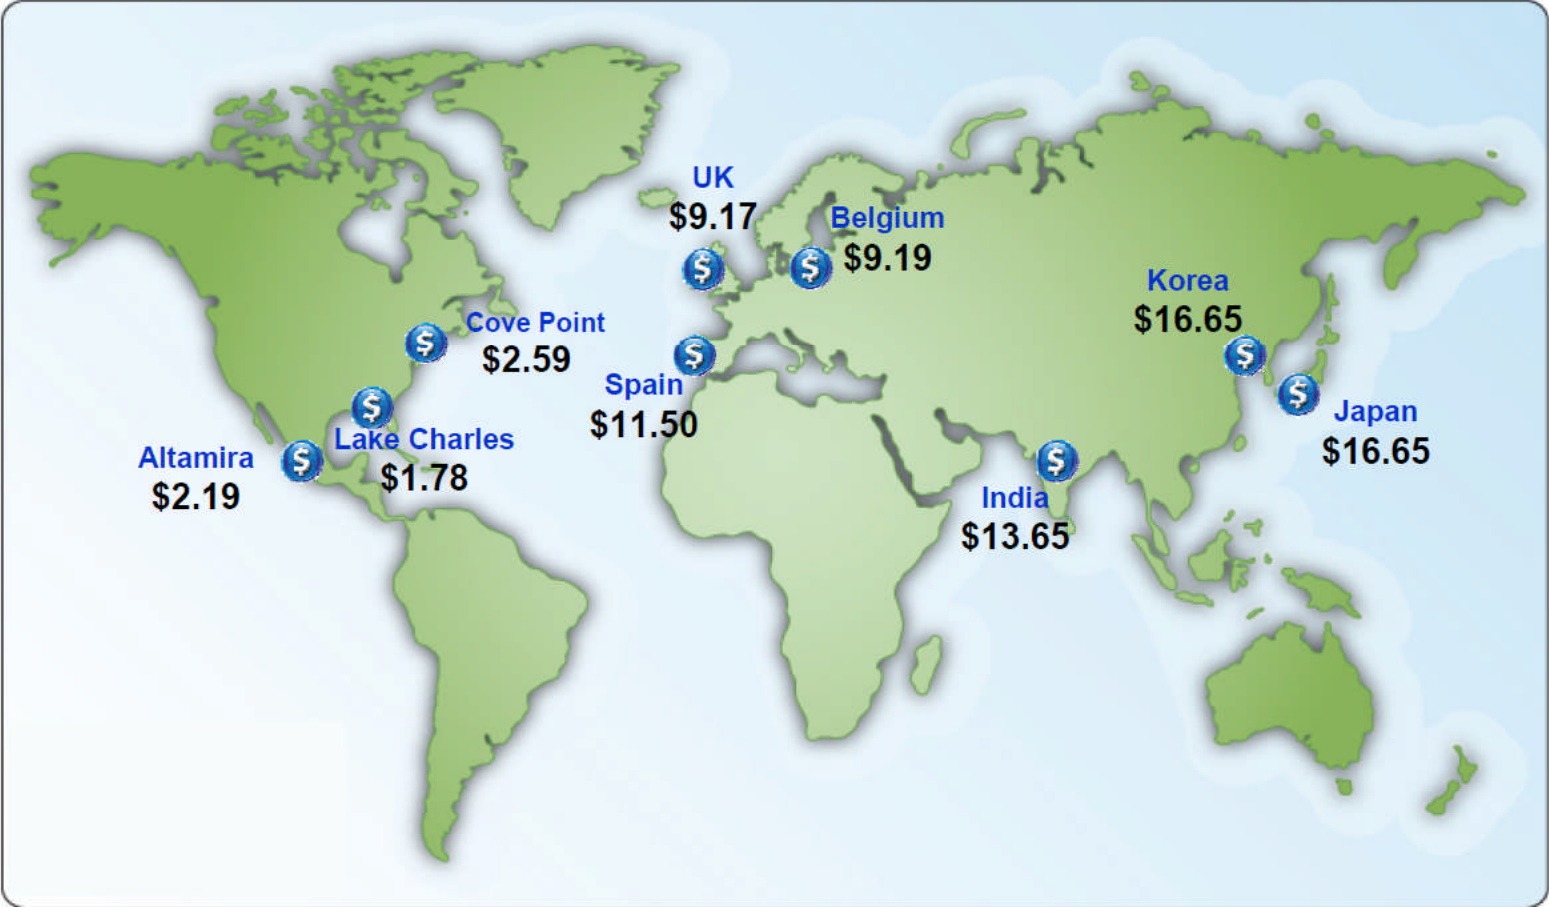 UK
$9.17
Belgium
$9.19
Korea
$16.65
Cove Point
$2.59
Spain
$11.50
Japan
$16.65
Lake Charles
$1.78
Altamira
$2.19
India
$13.65